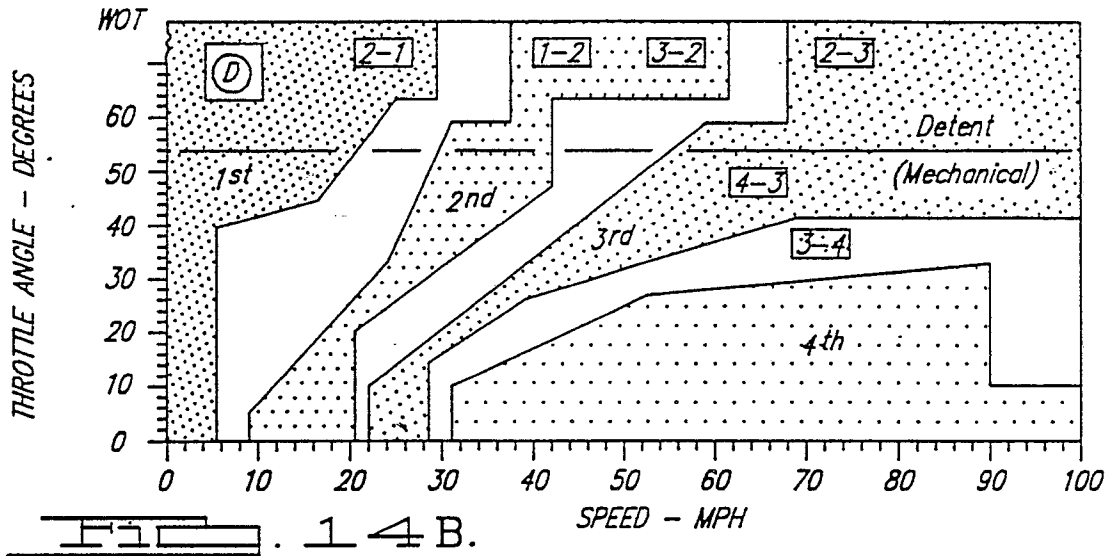 WOT
D
2-1
1-2
3-2
2-3
60
50
40
30
20
10
0
THROTTLE ANGLE - DEGREES
Detent
(Mechanical)
1st
2nd
4-3
3rd
3-4
4th
0 10 20 30 40 50 60 70 80 90 100
SPEED - MPH
FIG. 14B.